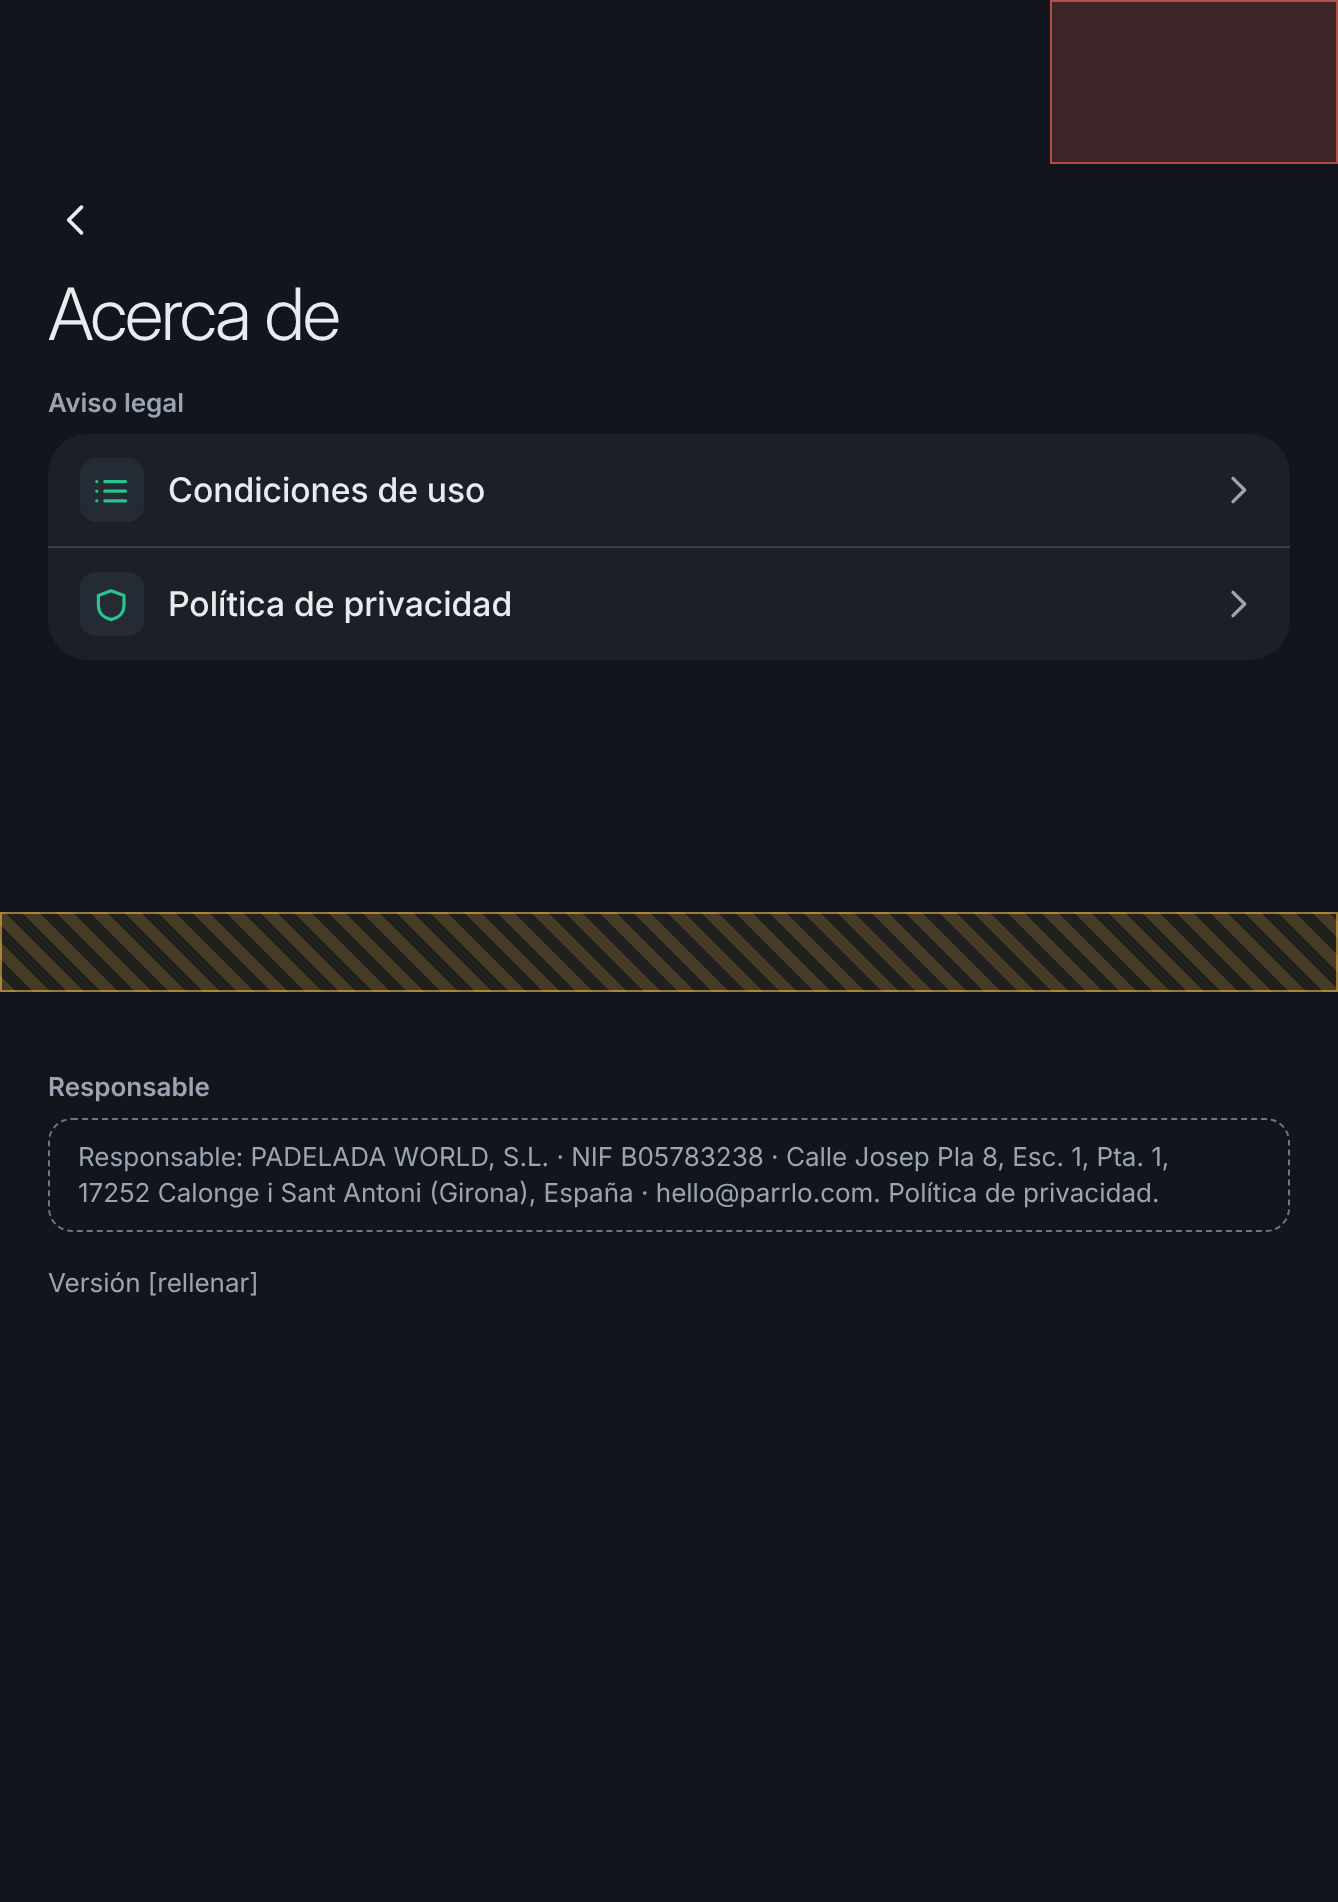 Acerca de
Aviso legal
Condiciones de uso
Política de privacidad
Responsable
Responsable: PADELADA WORLD, S.L. · NIF B05783238 · Calle Josep Pla 8, Esc. 1, Pta. 1,
17252 Calonge i Sant Antoni (Girona), España · hello@parrlo.com. Política de privacidad.
Versión [rellenar]